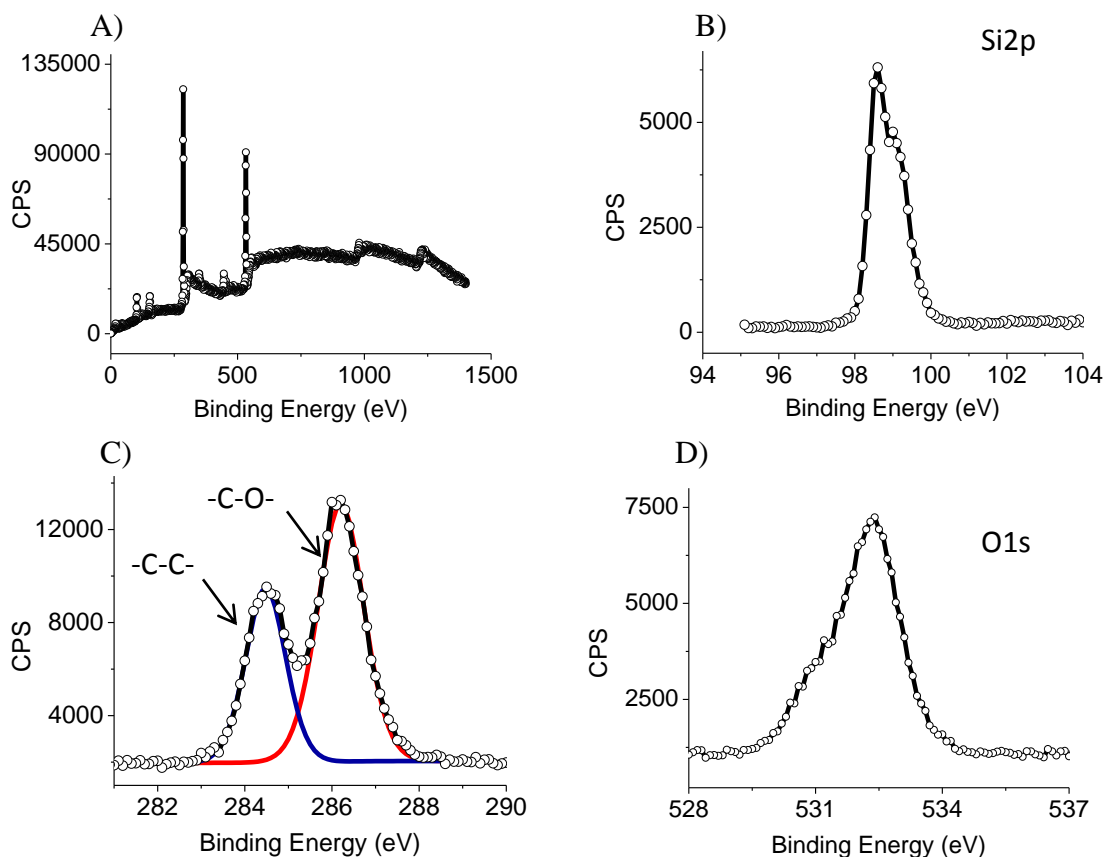 A)
135000
90000
45000
0
CPS
0 500 1000 1500
Binding Energy (eV)
B)
Si2p
5000
2500
0
CPS
94 96 98 100 102 104
Binding Energy (eV)
C)
-C-O-
-C-C-
12000
8000
4000
CPS
282 284 286 288 290
Binding Energy (eV)
D)
O1s
7500
5000
2500
CPS
528 531 534 537
Binding Energy (eV)